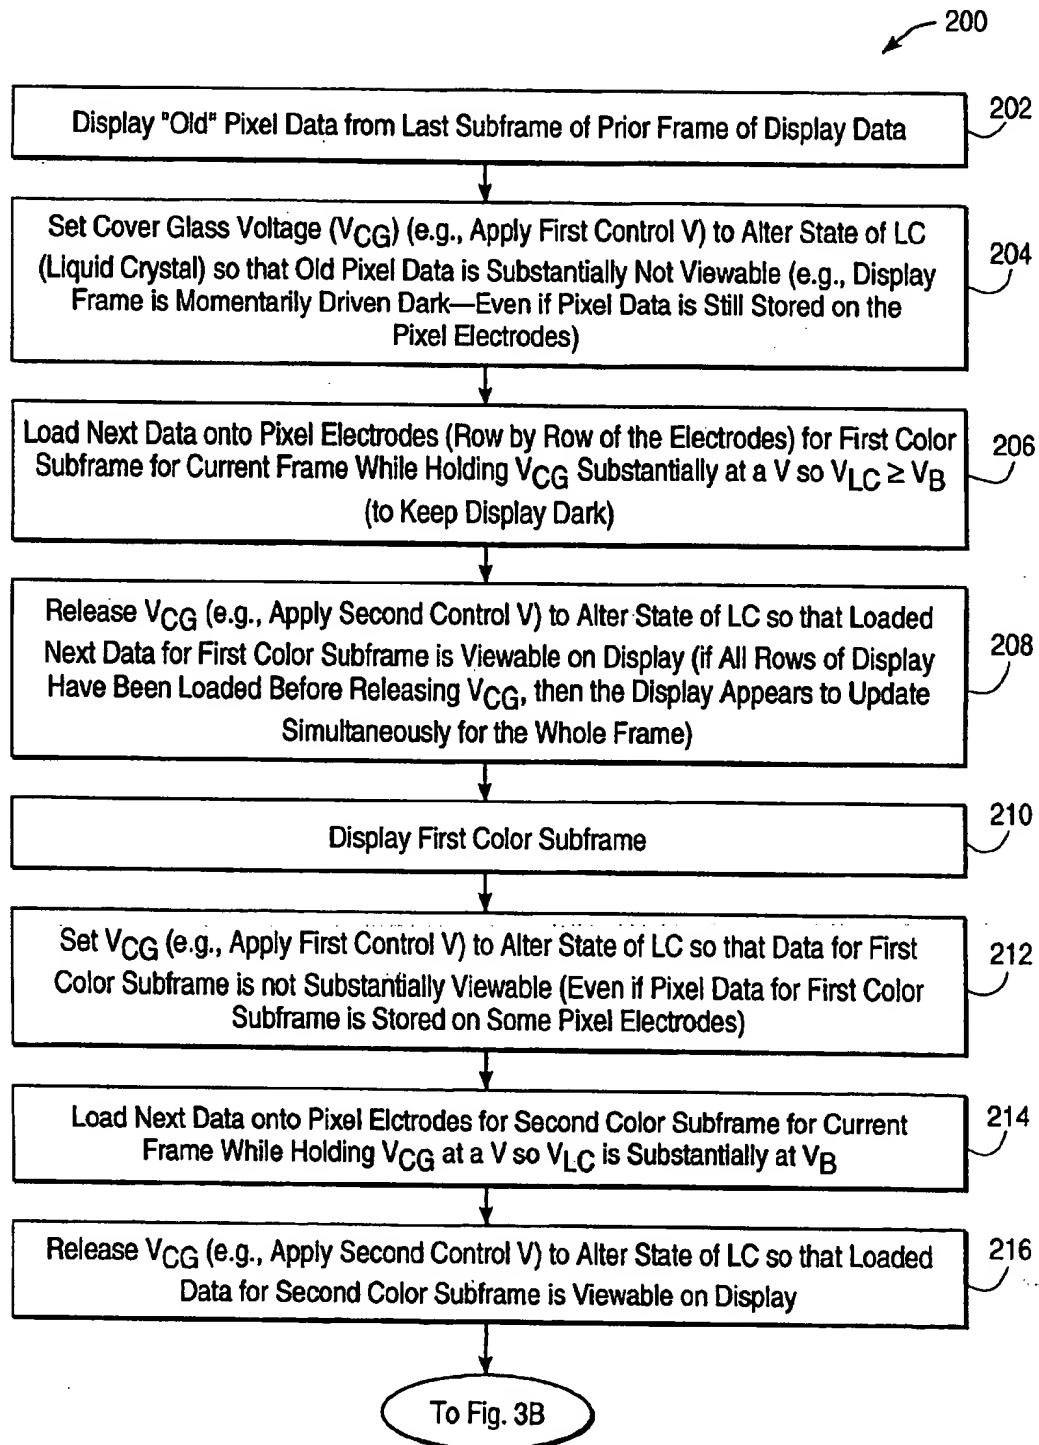 200
Display "Old" Pixel Data from Last Subframe of Prior Frame of Display Data
202
Set Cover Glass Voltage (VCG) (e.g., Apply First Control V) to Alter State of LC
(Liquid Crystal) so that Old Pixel Data is Substantially Not Viewable (e.g., Display
Frame is Momentarily Driven Dark—Even if Pixel Data is Still Stored on the
Pixel Electrodes)
204
Load Next Data onto Pixel Electrodes (Row by Row of the Electrodes) for First Color
Subframe for Current Frame While Holding VCG Substantially at a V so VLC ≥ VB
(to Keep Display Dark)
206
Release VCG (e.g., Apply Second Control V) to Alter State of LC so that Loaded
Next Data for First Color Subframe is Viewable on Display (if All Rows of Display
Have Been Loaded Before Releasing VCG, then the Display Appears to Update
Simultaneously for the Whole Frame)
208
Display First Color Subframe
210
Set VCG (e.g., Apply First Control V) to Alter State of LC so that Data for First
Color Subframe is not Substantially Viewable (Even if Pixel Data for First Color
Subframe is Stored on Some Pixel Electrodes)
212
Load Next Data onto Pixel Elctrodes for Second Color Subframe for Current
Frame While Holding VCG at a V so VLC is Substantially at VB
214
Release VCG (e.g., Apply Second Control V) to Alter State of LC so that Loaded
Data for Second Color Subframe is Viewable on Display
216
To Fig. 3B